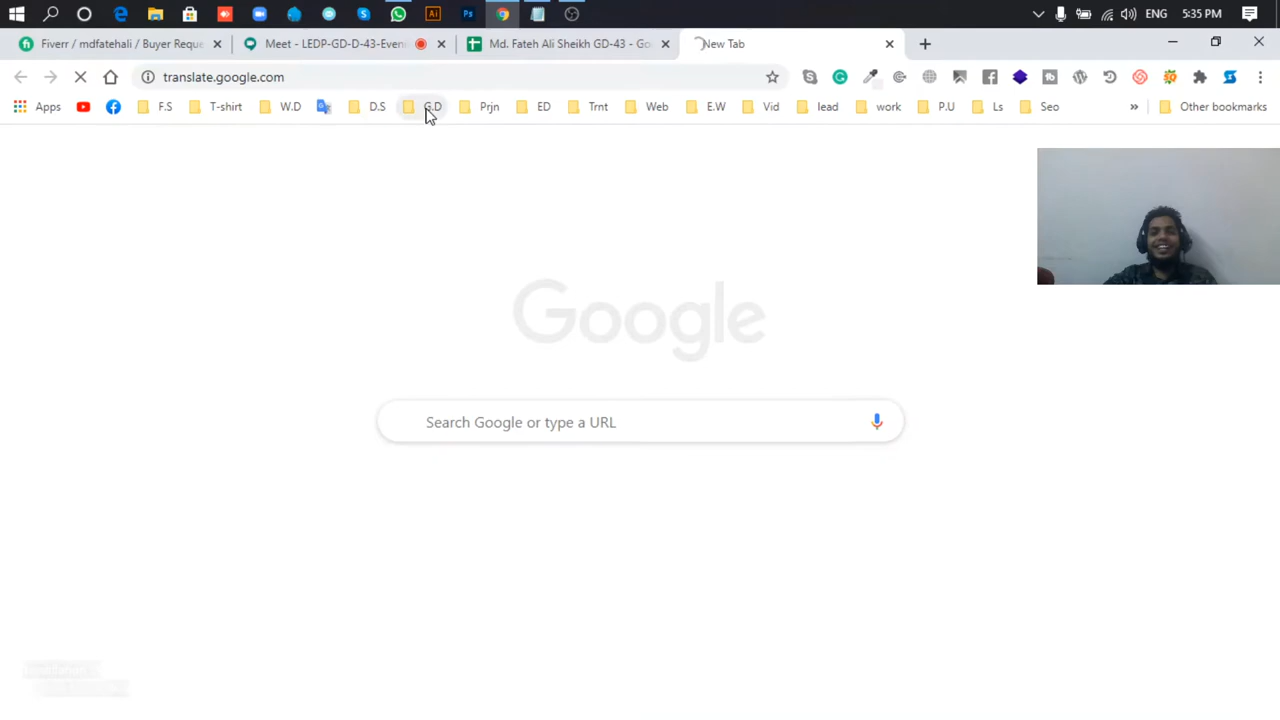 ENG 5:35 PM
Fiverr / mdfatehali / Buyer Reque
Meet - LEDP-GD-D-43-Even
Md. Fateh Ali Sheikh GD-43 - Go
New Tab
translate.google.com
Apps F.S T-shirt W.D D.S G.D Prjn ED Trnt Web E.W Vid lead work P.U Ls Seo » Other bookmarks
Google
Search Google or type a URL